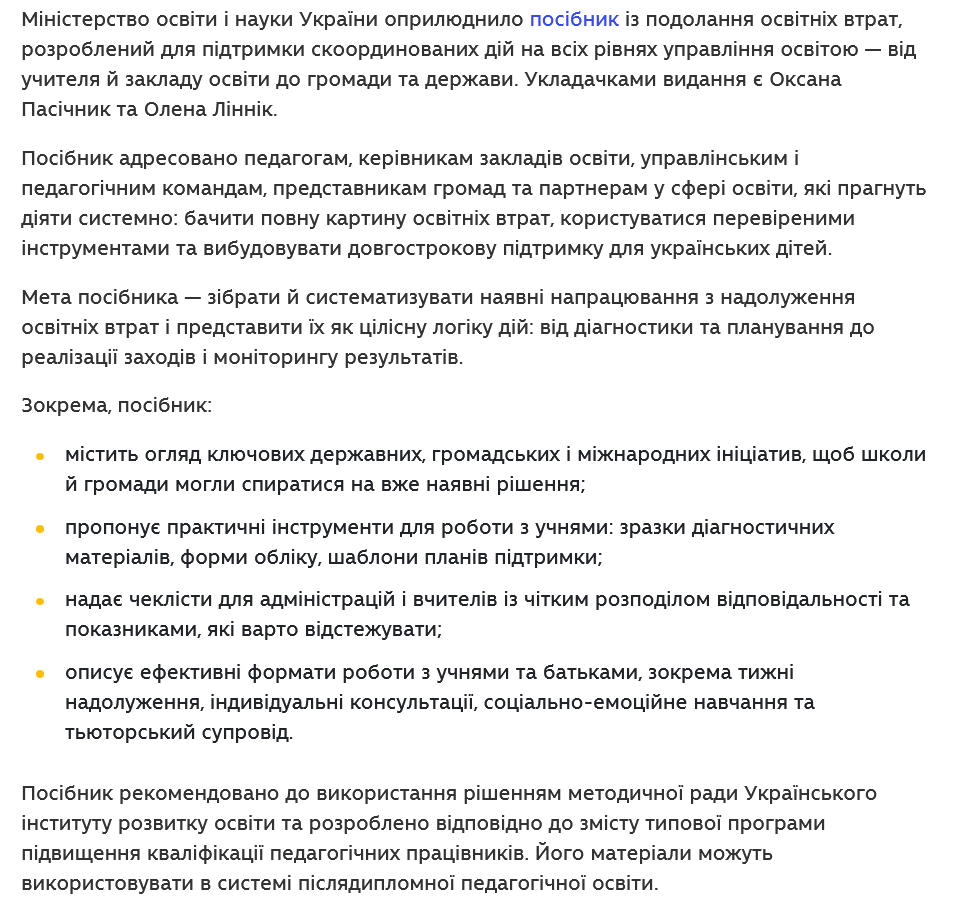 Міністерство освіти і науки України оприлюднило посібник із подолання освітніх втрат,
розроблений для підтримки скоординованих дій на всіх рівнях управління освітою — від
учителя й закладу освіти до громади та держави. Укладачками видання є Оксана
Пасічник та Олена Ліннік.
Посібник адресовано педагогам, керівникам закладів освіти, управлінським і
педагогічним командам, представникам громад та партнерам у сфері освіти, які прагнуть
діяти системно: бачити повну картину освітніх втрат, користуватися перевіреними
інструментами та вибудовувати довгострокову підтримку для українських дітей.
Мета посібника — зібрати й систематизувати наявні напрацювання з надолуження
освітніх втрат і представити їх як цілісну логіку дій: від діагностики та планування до
реалізації заходів і моніторингу результатів.
Зокрема, посібник:
містить огляд ключових державних, громадських і міжнародних ініціатив, щоб школи
й громади могли спиратися на вже наявні рішення;
пропонує практичні інструменти для роботи з учнями: зразки діагностичних
матеріалів, форми обліку, шаблони планів підтримки;
надає чеклісти для адміністрацій і вчителів із чітким розподілом відповідальності та
показниками, які варто відстежувати;
описує ефективні формати роботи з учнями та батьками, зокрема тижні
надолуження, індивідуальні консультації, соціально-емоційне навчання та
тьюторський супровід.
Посібник рекомендовано до використання рішенням методичної ради Українського
інституту розвитку освіти та розроблено відповідно до змісту типової програми
підвищення кваліфікації педагогічних працівників. Його матеріали можуть
використовувати в системі післядипломної педагогічної освіти.